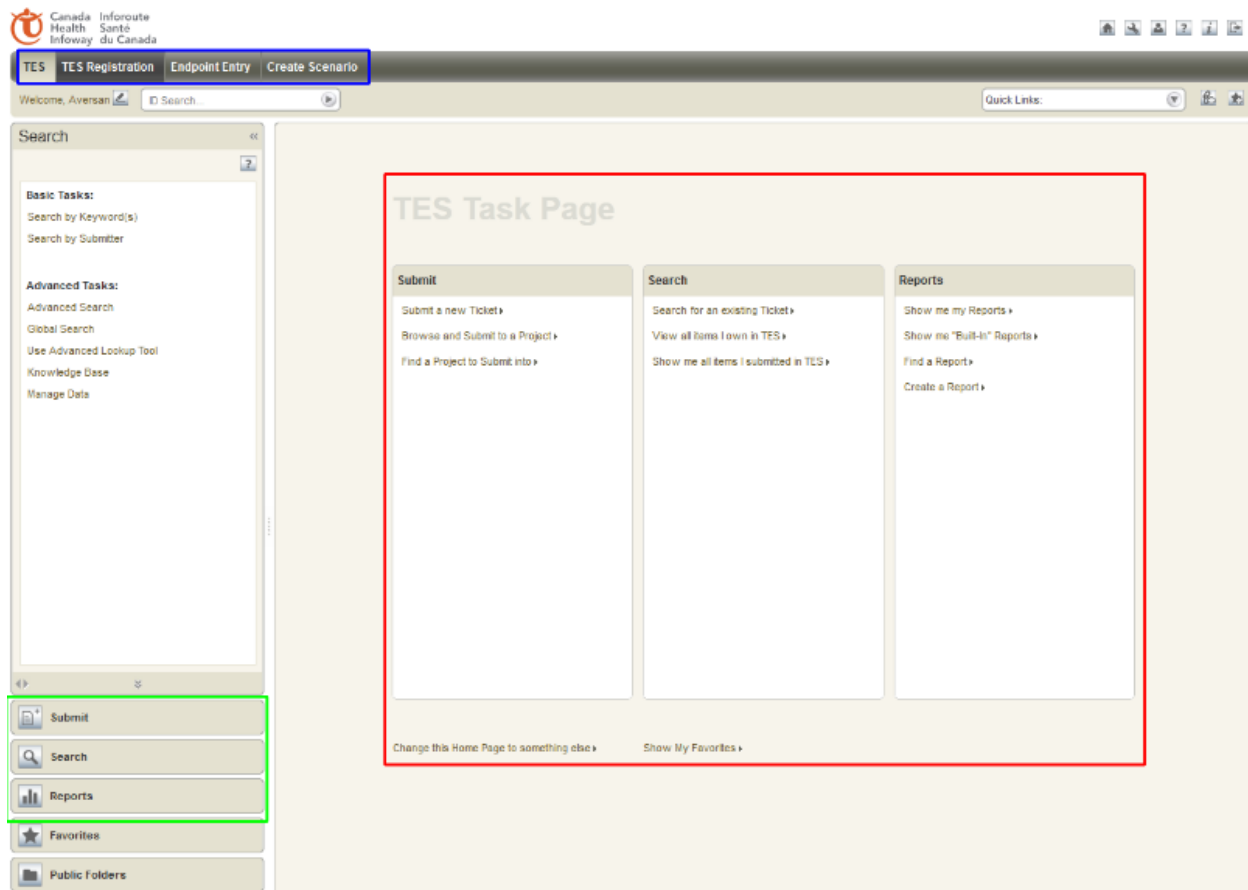 Canada Inforoute
Health Santé
Infoway du Canada
TES TES Registration Endpoint Entry Create Scenario
Welcome, Aversan ID Search... Quick Links:
Search
Basic Tasks:
Search by Keyword(s)
Search by Submitter
Advanced Tasks:
Advanced Search
Global Search
Use Advanced Lookup Tool
Knowledge Base
Manage Data
Submit
Search
Reports
Favorites
Public Folders
TES Task Page
Submit
Submit a new Ticket
Browse and Submit to a Project
Find a Project to Submit into
Search
Search for an existing Ticket
View all items I own in TES
Show me all items I submitted in TES
Reports
Show me my Reports
Show me "Built-In" Reports
Find a Report
Create a Report
Change this Home Page to something else
Show My Favorites